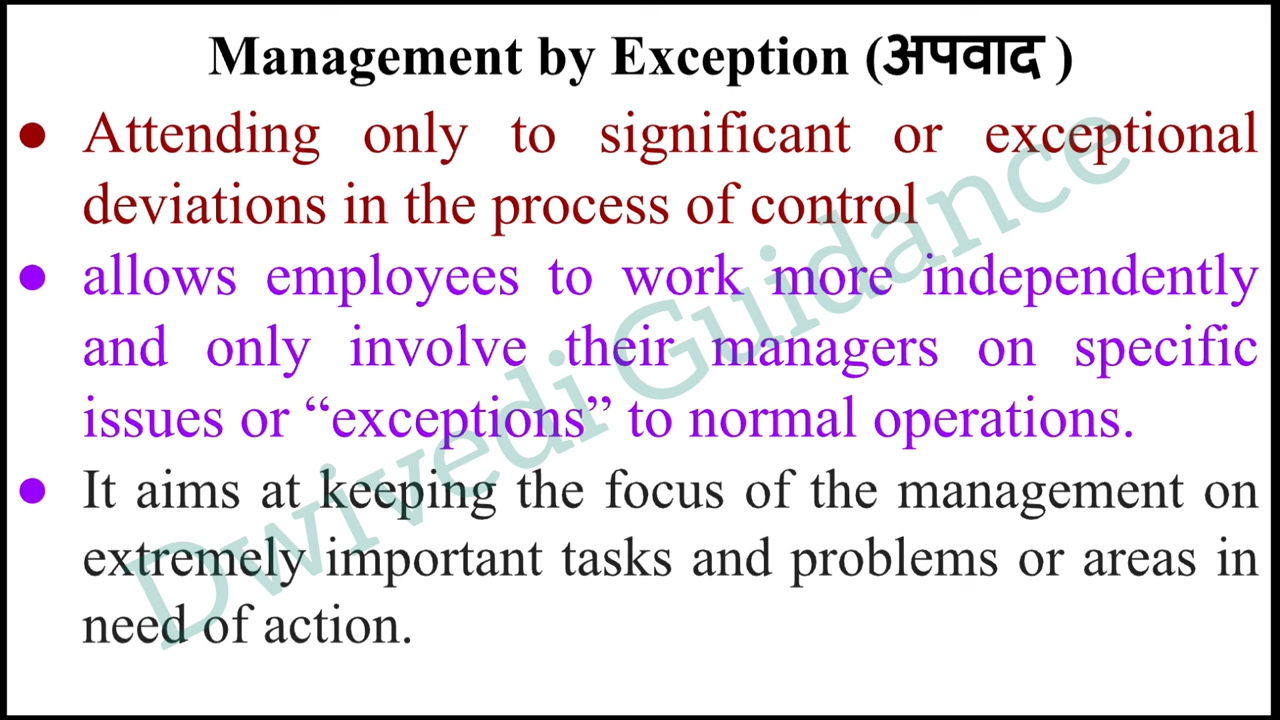 Management by Exception (अपवाद )
● Attending only to significant or exceptional
deviations in the process of control
● allows employees to work more independently
and only involve their managers on specific
issues or “exceptions” to normal operations.
● It aims at keeping the focus of the management on
extremely important tasks and problems or areas in
need of action.
Dwivedi Guidance